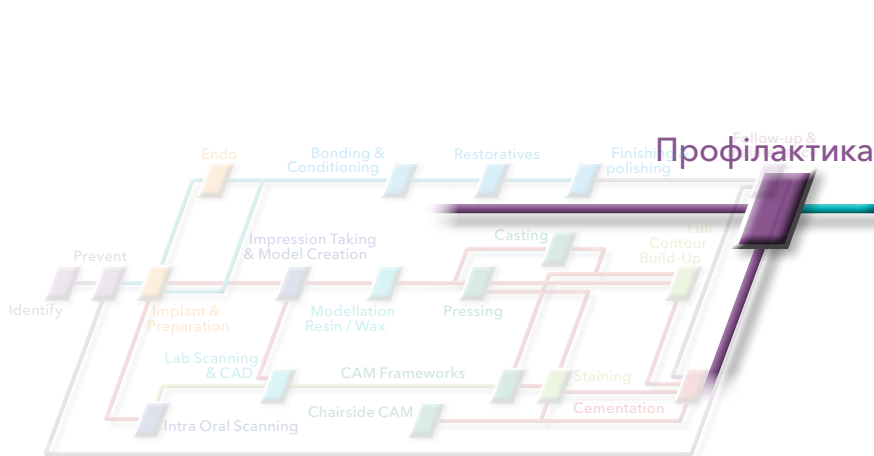 Follow-up &
Профілактика
Endo
Bonding &
Conditioning
Restoratives
Finishing
polishing
Impression Taking
& Model Creation
Casting
Full
Contour
Build-Up
Prevent
Identify
Implant &
Preparation
Modellation
Resin / Wax
Pressing
Lab Scanning
& CAD
CAM Frameworks
Staining
Chairside CAM
Cementation
Intra Oral Scanning